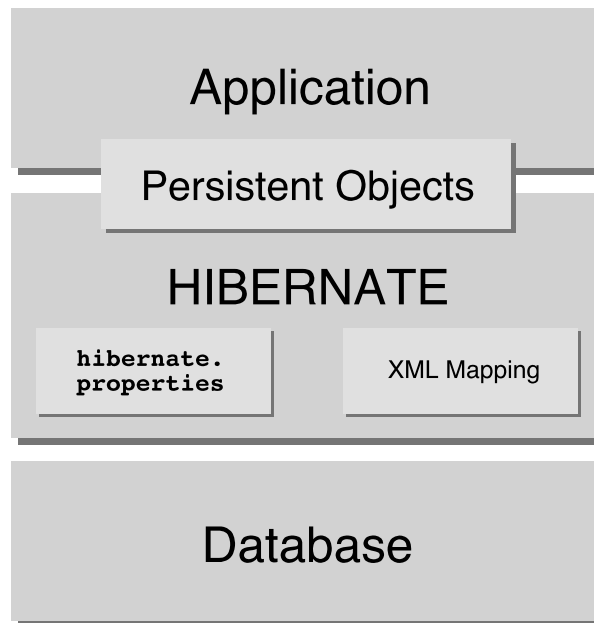 Application
Persistent Objects
HIBERNATE
hibernate.
properties
XML Mapping
Database